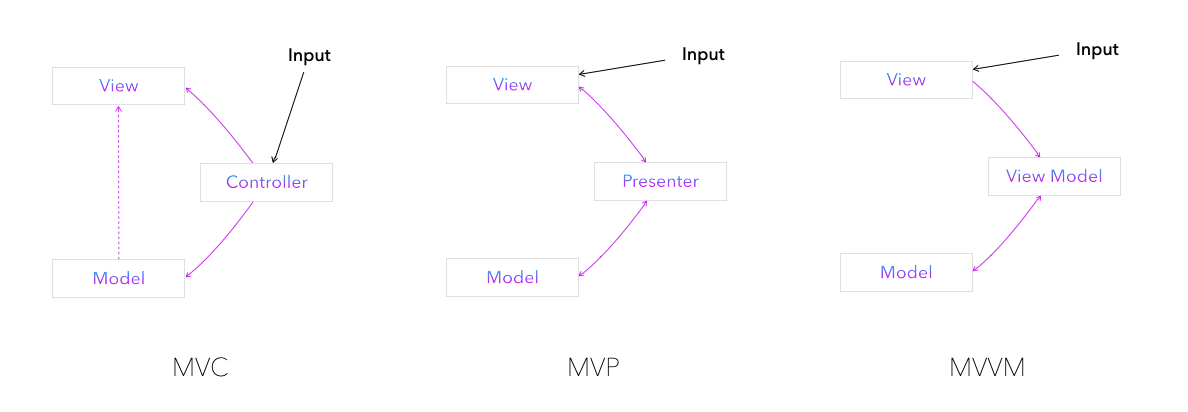 Input
View
Controller
Model
MVC
Input
View
Presenter
Model
MVP
Input
View
View Model
Model
MVVM